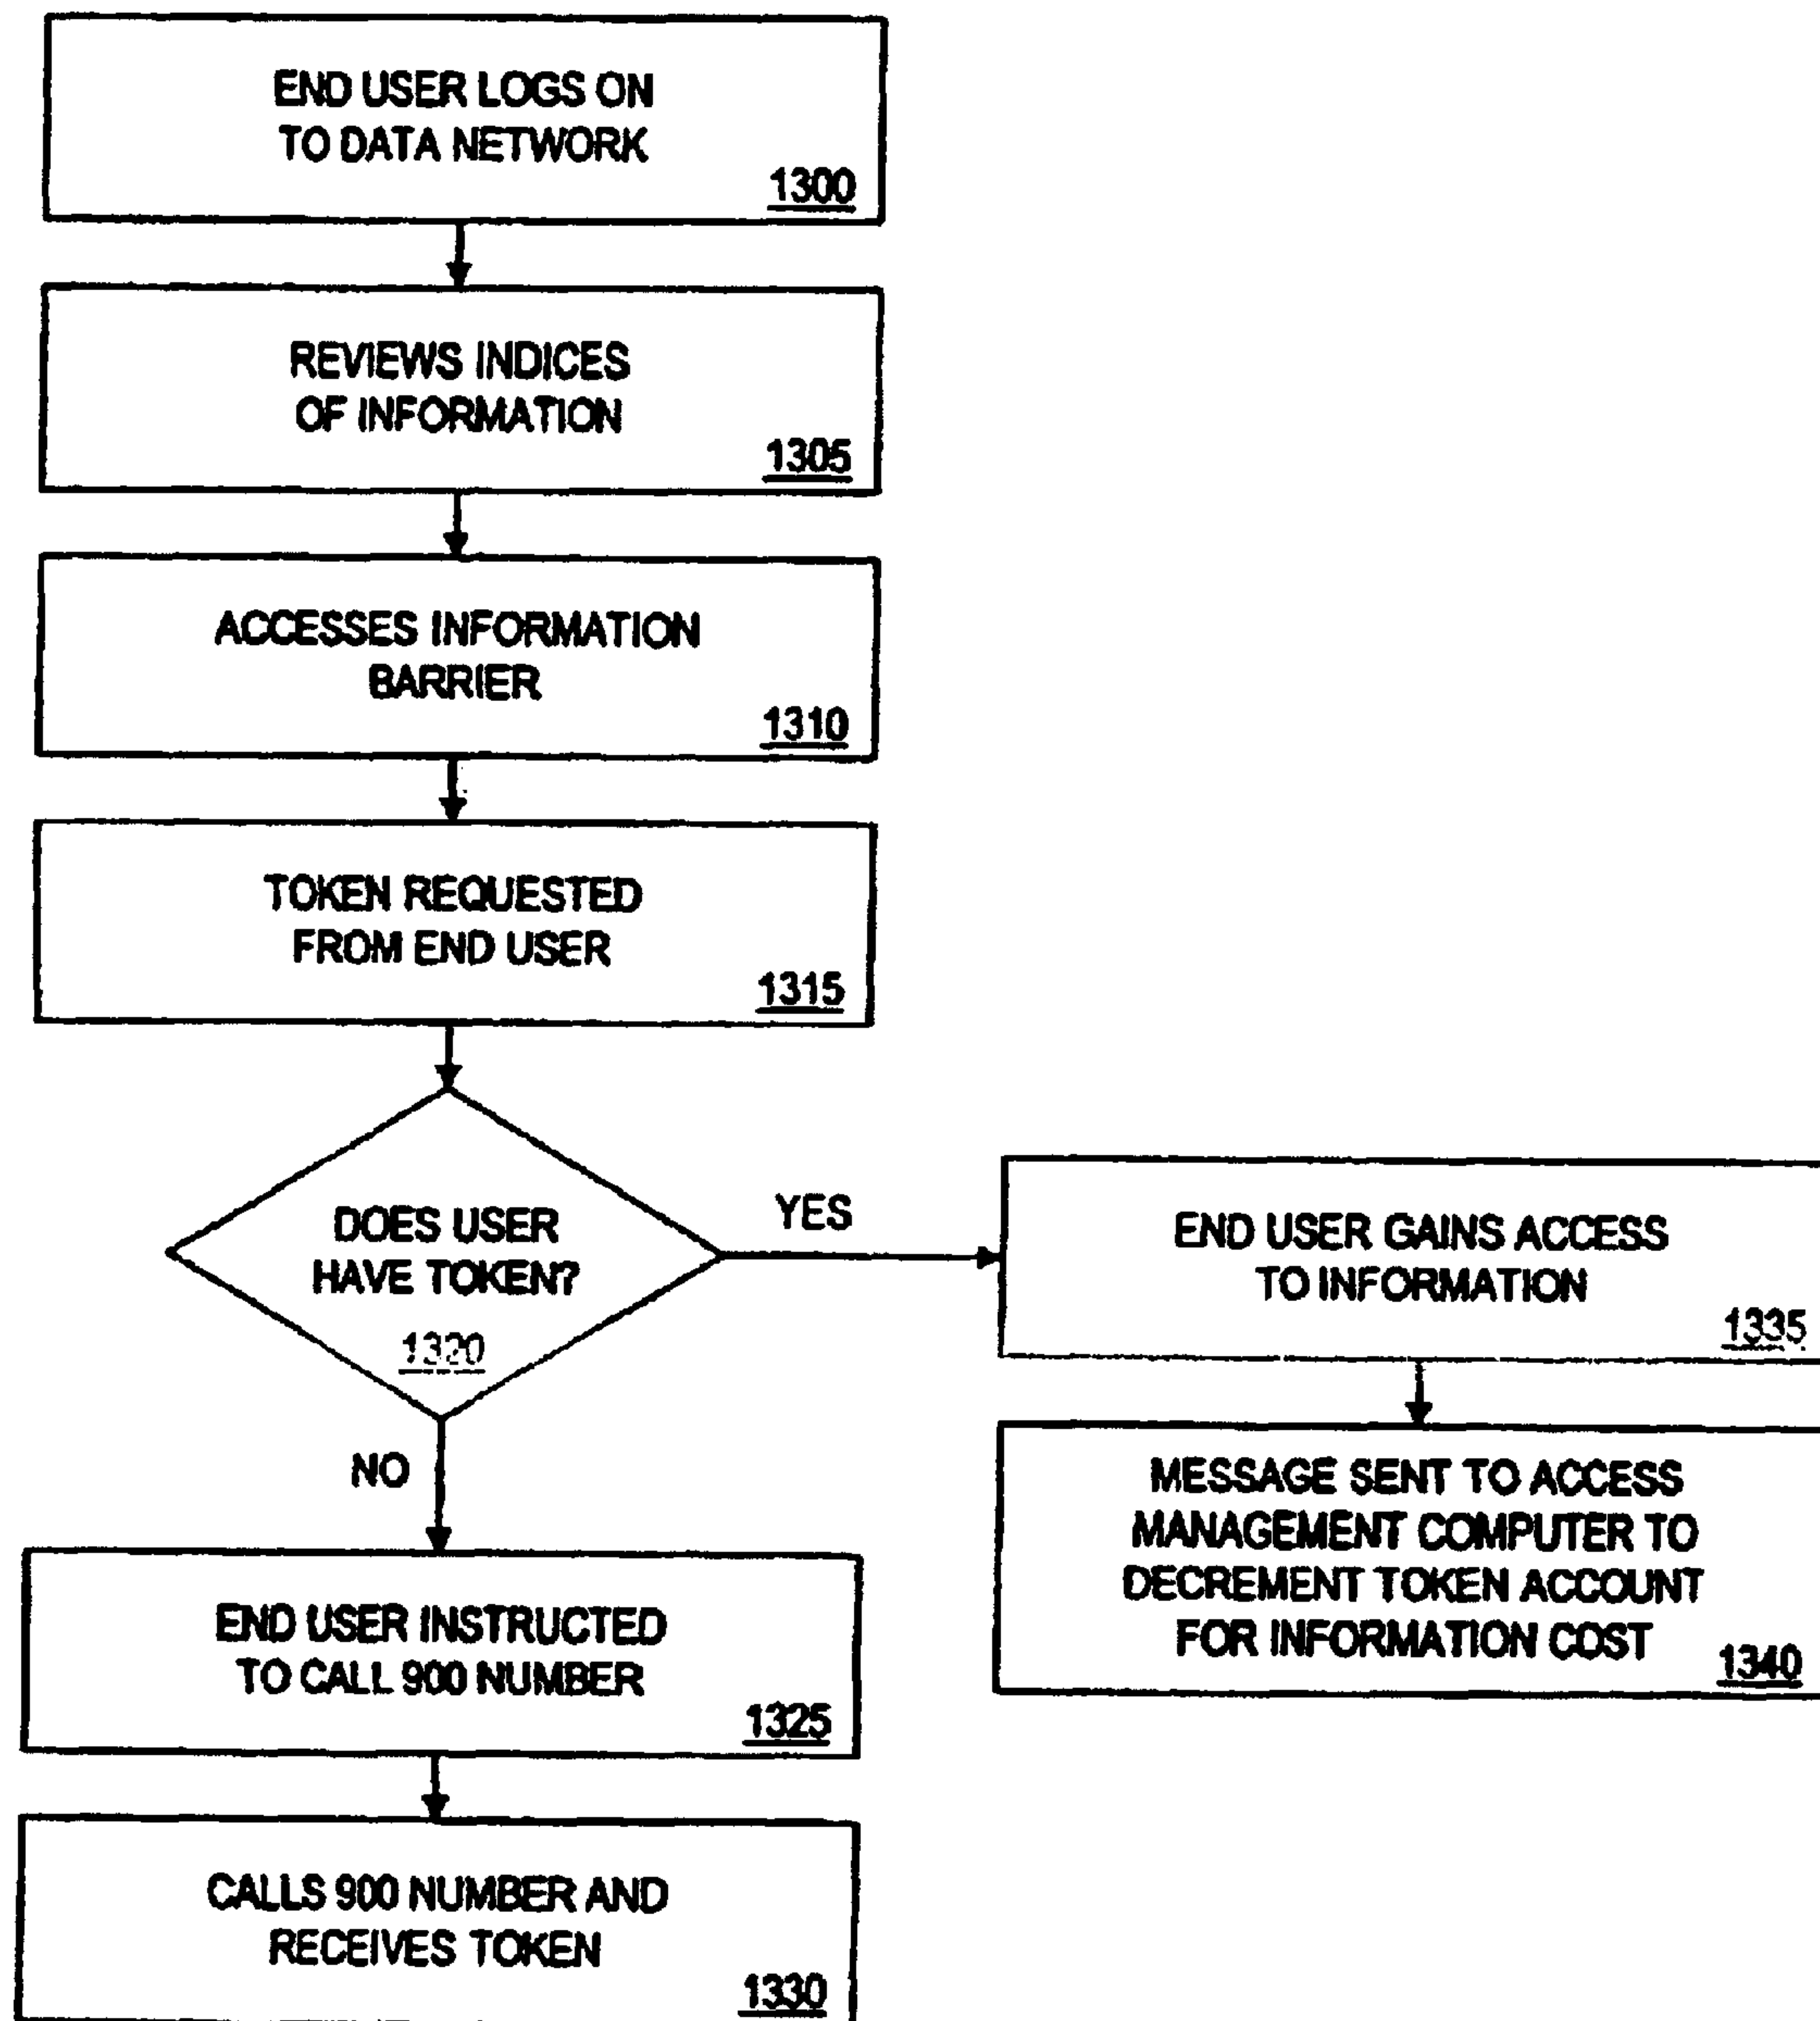 END USER LOGS ON
TO DATA NETWORK
1300
REVIEWS INDICES
OF INFORMATION
1305
ACCESSES INFORMATION
BARRIER
1310
TOKEN REQUESTED
FROM END USER
1315
DOES USER
HAVE TOKEN?
1320
YES
END USER GAINS ACCESS
TO INFORMATION
1335
MESSAGE SENT TO ACCESS
MANAGEMENT COMPUTER TO
DECREMENT TOKEN ACCOUNT
FOR INFORMATION COST
1340
NO
END USER INSTRUCTED
TO CALL 900 NUMBER
1325
CALLS 900 NUMBER AND
RECEIVES TOKEN
1330